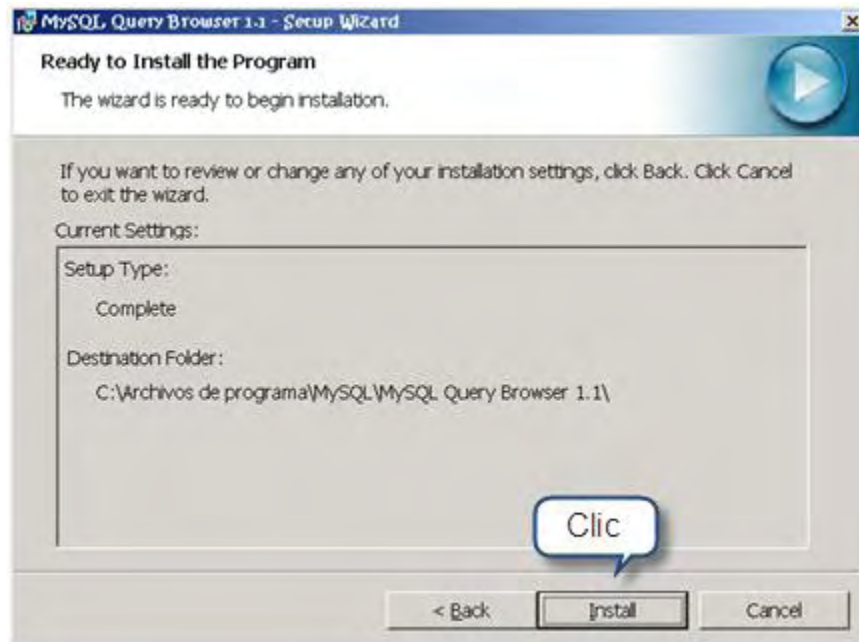 MySQL Query Browser 1.1 - Setup Wizard
Ready to Install the Program
The wizard is ready to begin installation.
If you want to review or change any of your installation settings, click Back. Click Cancel
to exit the wizard.
Current Settings:
Setup Type:
Complete
Destination Folder:
C:\Archivos de programa\MySQL\MySQL Query Browser 1.1\
Clic
< Back
Install
Cancel